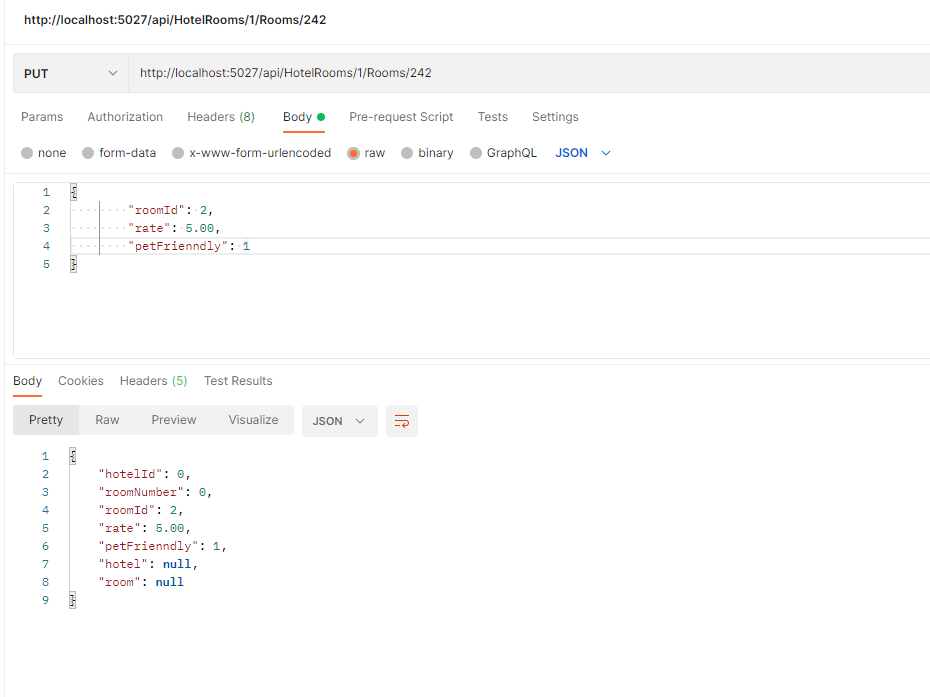 http://localhost:5027/api/HotelRooms/1/Rooms/242
PUT http://localhost:5027/api/HotelRooms/1/Rooms/242
Params Authorization Headers (8) Body Pre-request Script Tests Settings
none form-data x-www-form-urlencoded raw binary GraphQL JSON
1 {
2 "roomId": 2,
3 "rate": 5.00,
4 "petFrienndly": 1
5 }
Body Cookies Headers (5) Test Results
Pretty Raw Preview Visualize JSON
1 {
2 "hotelId": 0,
3 "roomNumber": 0,
4 "roomId": 2,
5 "rate": 5.00,
6 "petFrienndly": 1,
7 "hotel": null,
8 "room": null
9 }